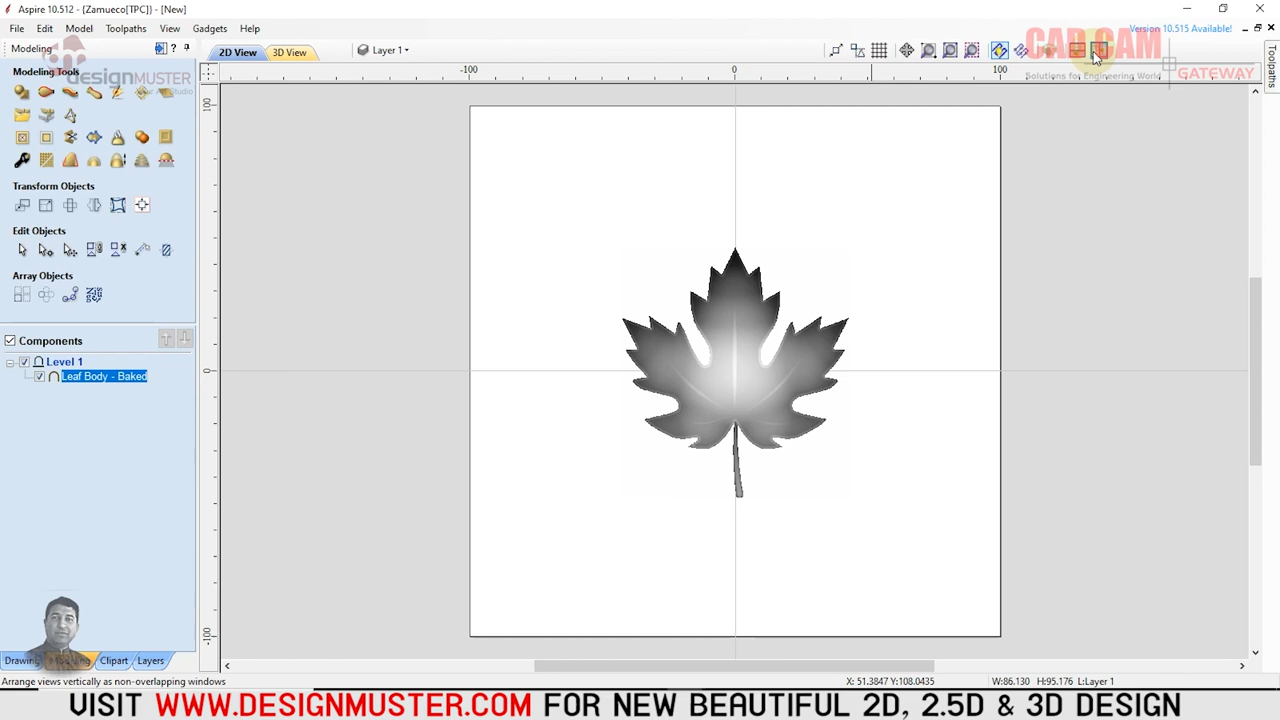 Aspire 10.512 - {Zamueco[TPC]} - [New]
File Edit Model Toolpaths View Gadgets Help
Version 10.515 Available!
Modeling
2D View 3D View Layer 1
CAD CAM
Solutions for Engineering World
GATEWAY
Toolpaths
designMUSTER
Modeling Tools
-100 0 100
100
0
-100
Transform Objects
Edit Objects
Array Objects
Components
Level 1
Leaf Body - Baked
Drawing Modeling Clipart Layers
Arrange views vertically as non-overlapping windows
X: 51.3847 Y:108.0435
W:86.130 H:95.176 L:Layer 1
VISIT WWW.DESIGNMUSTER.COM FOR NEW BEAUTIFUL 2D, 2.5D & 3D DESIGN